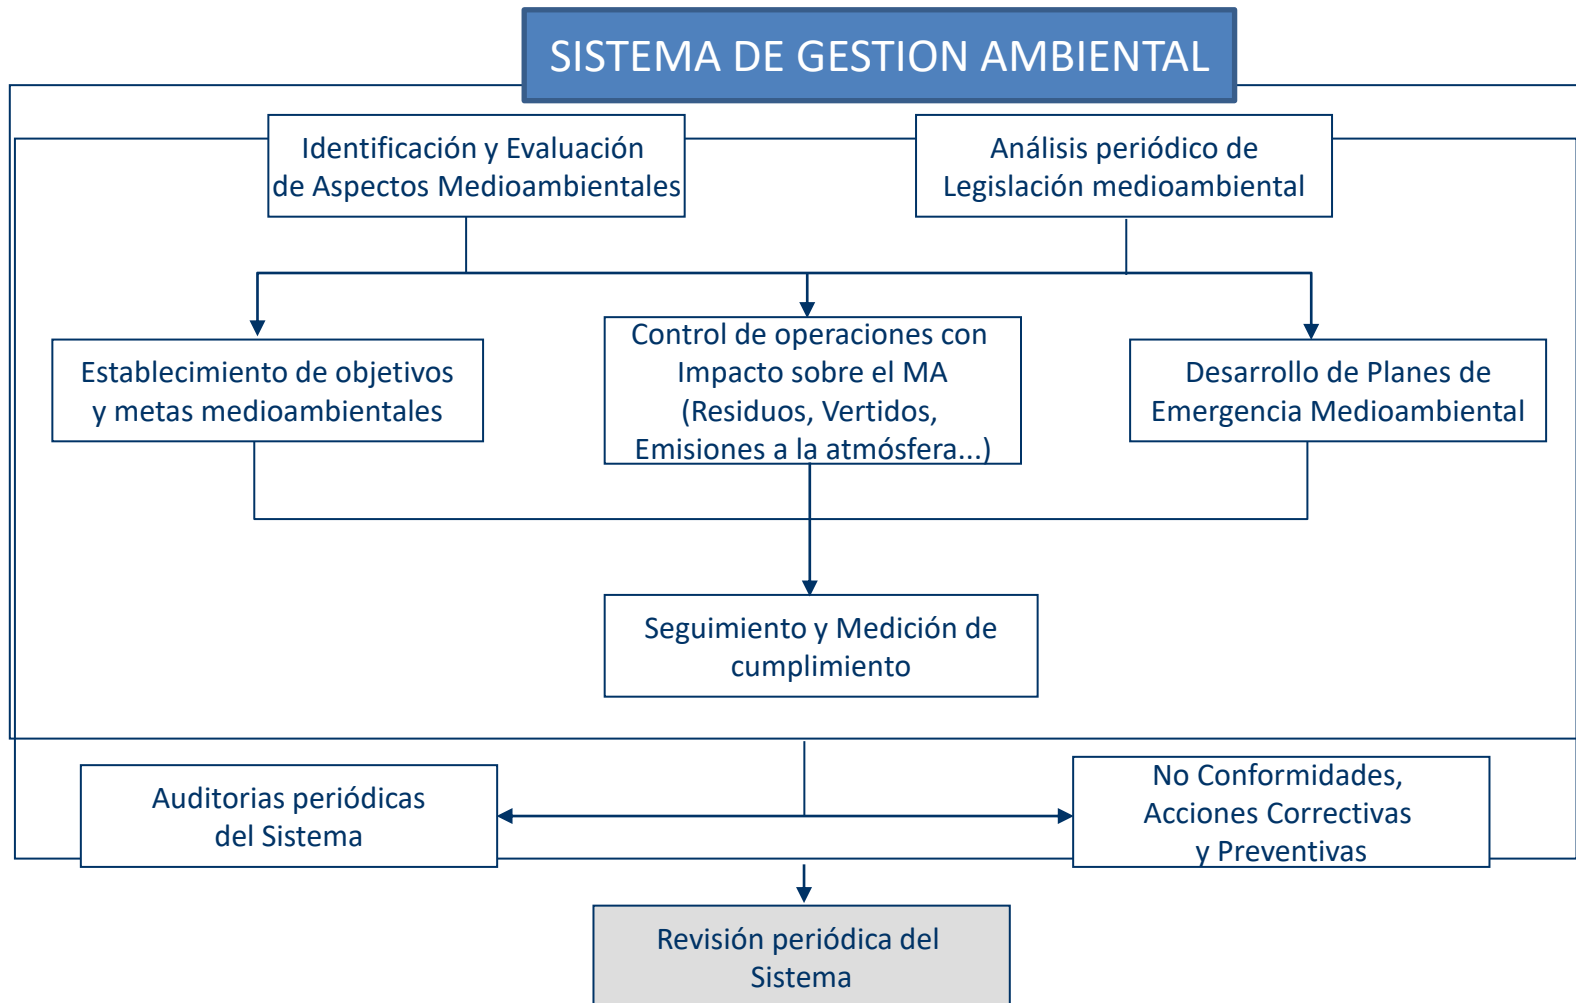 SISTEMA DE GESTION AMBIENTAL
Identificación y Evaluación
de Aspectos Medioambientales
Análisis periódico de
Legislación medioambiental
Establecimiento de objetivos
y metas medioambientales
Control de operaciones con
Impacto sobre el MA
(Residuos, Vertidos,
Emisiones a la atmósfera...)
Desarrollo de Planes de
Emergencia Medioambiental
Seguimiento y Medición de
cumplimiento
Auditorias periódicas
del Sistema
No Conformidades,
Acciones Correctivas
y Preventivas
Revisión periódica del
Sistema